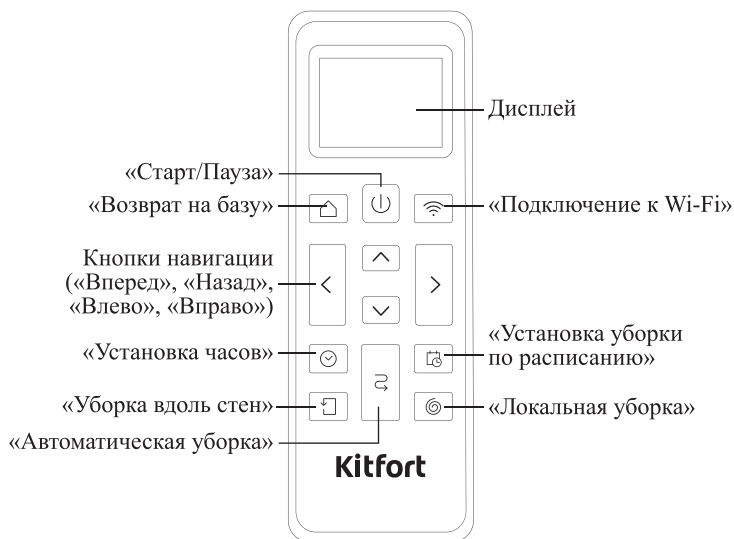 Дисплей
«Старт/Пауза»
«Возврат на базу»
«Подключение к Wi-Fi»
Кнопки навигации
(«Вперед», «Назад»,
«Влево», «Вправо»)
«Установка часов»
«Установка уборки
по расписанию»
«Уборка вдоль стен»
«Локальная уборка»
«Автоматическая уборка»
Kitfort